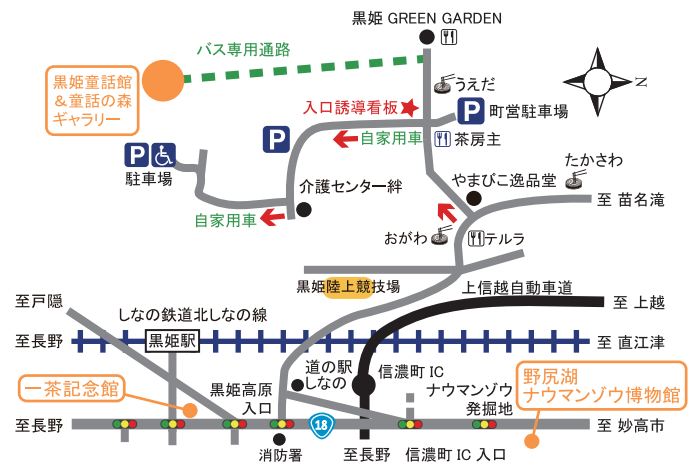 黒姫 GREEN GARDEN
バス専用通路
黒姫童話館
＆童話の森
ギャラリー
うえだ
入口誘導看板
P
町営駐車場
P
自家用車
茶房主
P
駐車場
たかさわ
介護センター絆
やまびこ逸品堂
自家用車
至 苗名滝
おがわ
テルラ
N
黒姫陸上競技場
上信越自動車道
至戸隠
至 上越
しなの鉄道北しなの線
至長野
黒姫駅
至 直江津
道の駅
しなの
信濃町 IC
一茶記念館
黒姫高原
入口
ナウマンゾウ
発掘地
野尻湖
ナウマンゾウ博物館
至長野
18
至 妙高市
消防署
至長野
信濃町 IC 入口